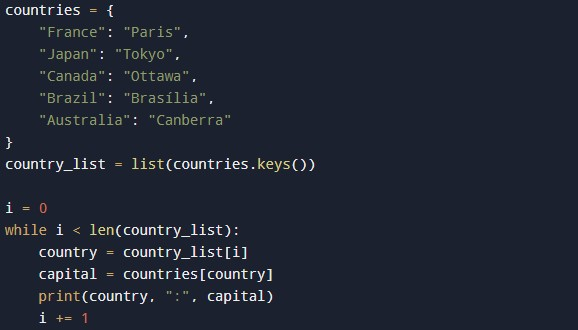 countries = {
    "France": "Paris",
    "Japan": "Tokyo",
    "Canada": "Ottawa",
    "Brazil": "Brasília",
    "Australia": "Canberra"
}
country_list = list(countries.keys())

i = 0
while i < len(country_list):
    country = country_list[i]
    capital = countries[country]
    print(country, ":", capital)
    i += 1